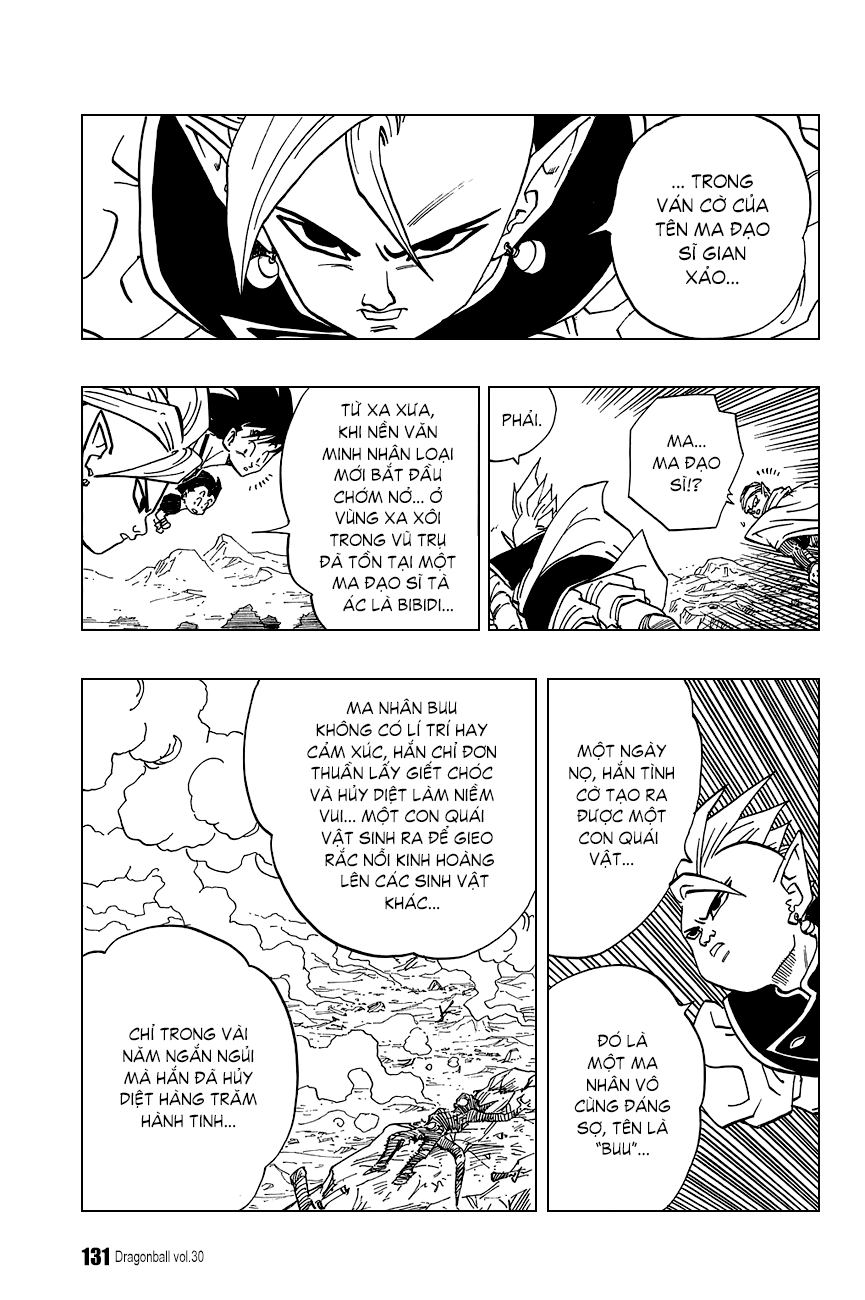 ... TRONG
VÁN CỜ CỦA
TÊN MA ĐẠO
SĨ GIAN
XẢO...
MA...
MA ĐẠO
SĨ!?
PHẢI.
TỪ XA XƯA,
KHI NỀN VĂN
MINH NHÂN LOẠI
MỚI BẮT ĐẦU
CHỚM NỞ... Ở
VÙNG XA XÔI
TRONG VŨ TRỤ
ĐÃ TỒN TẠI MỘT
MA ĐẠO SĨ TÀ
ÁC LÀ BIBIDI...
MỘT NGÀY
NỌ, HẮN TÌNH
CỜ TẠO RA
ĐƯỢC MỘT
CON QUÁI
VẬT...
ĐÓ LÀ
MỘT MA
NHÂN VÔ
CÙNG ĐÁNG
SỢ, TÊN LÀ
"BUU"...
MA NHÂN BUU
KHÔNG CÓ LÍ TRÍ HAY
CẢM XÚC, HẮN CHỈ ĐƠN
THUẦN LẤY GIẾT CHÓC
VÀ HỦY DIỆT LÀM NIỀM
VUI... MỘT CON QUÁI
VẬT SINH RA ĐỂ GIEO
RẮC NỖI KINH HOÀNG
LÊN CÁC SINH VẬT
KHÁC...
CHỈ TRONG VÀI
NĂM NGẮN NGỦI
MÀ HẮN ĐÃ HỦY
DIỆT HÀNG TRĂM
HÀNH TINH...
131 Dragonball vol.30